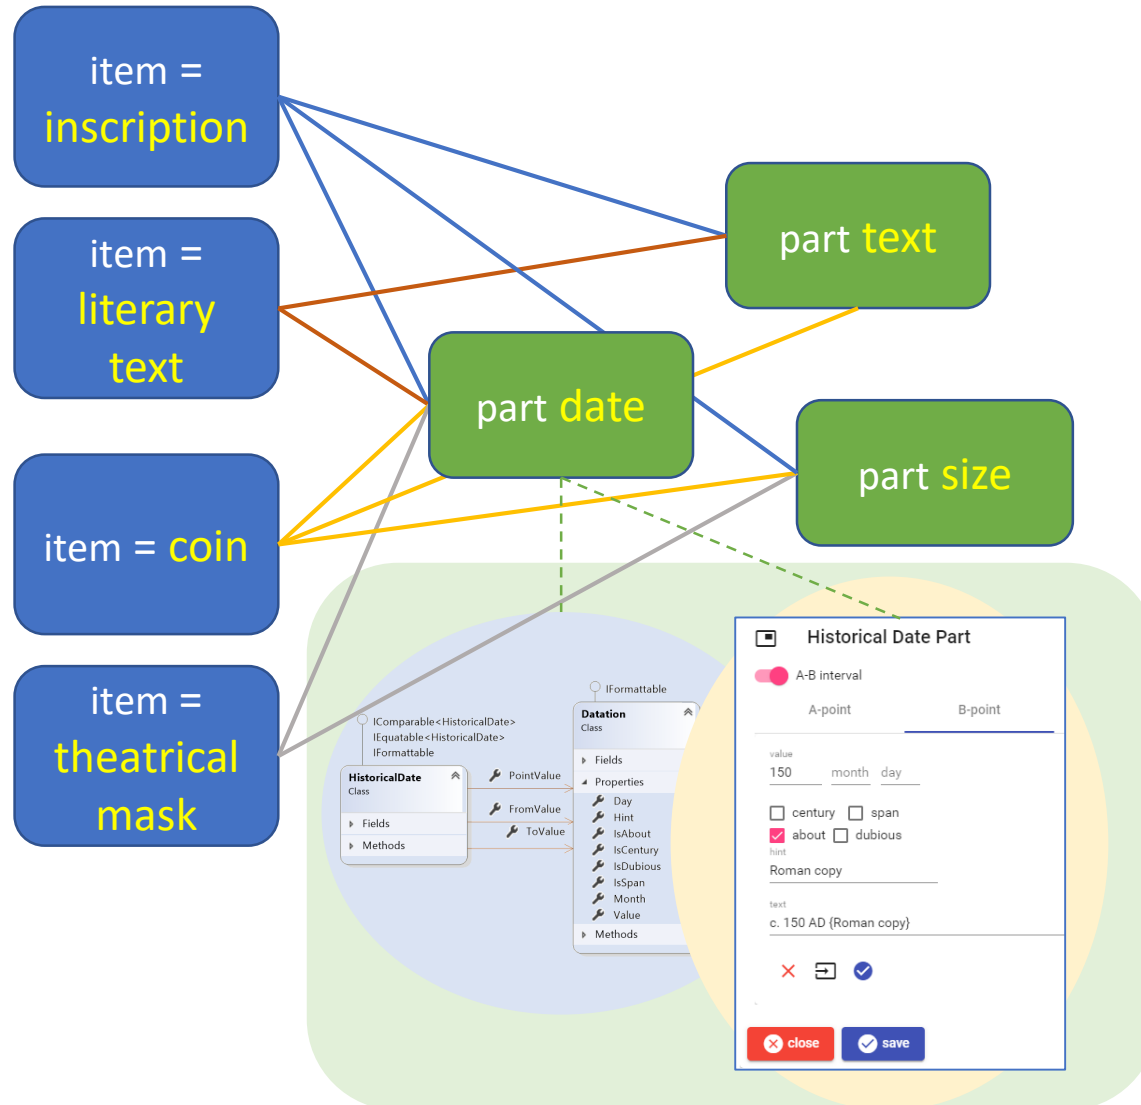 item =
inscription
item =
literary
text
item = coin
item =
theatrical
mask
part text
part date
part size
IComparable<HistoricalDate>
IEquatable<HistoricalDate>
IFormattable
HistoricalDate
Class
Fields
Methods
PointValue
FromValue
ToValue
IFormattable
Datation
Class
Fields
Properties
Day
Hint
IsAbout
IsCentury
IsDubious
IsSpan
Month
Value
Methods
Historical Date Part
A-B interval
A-point B-point
value
150 month day
century span
about dubious
hint
Roman copy
text
c. 150 AD {Roman copy}
close save